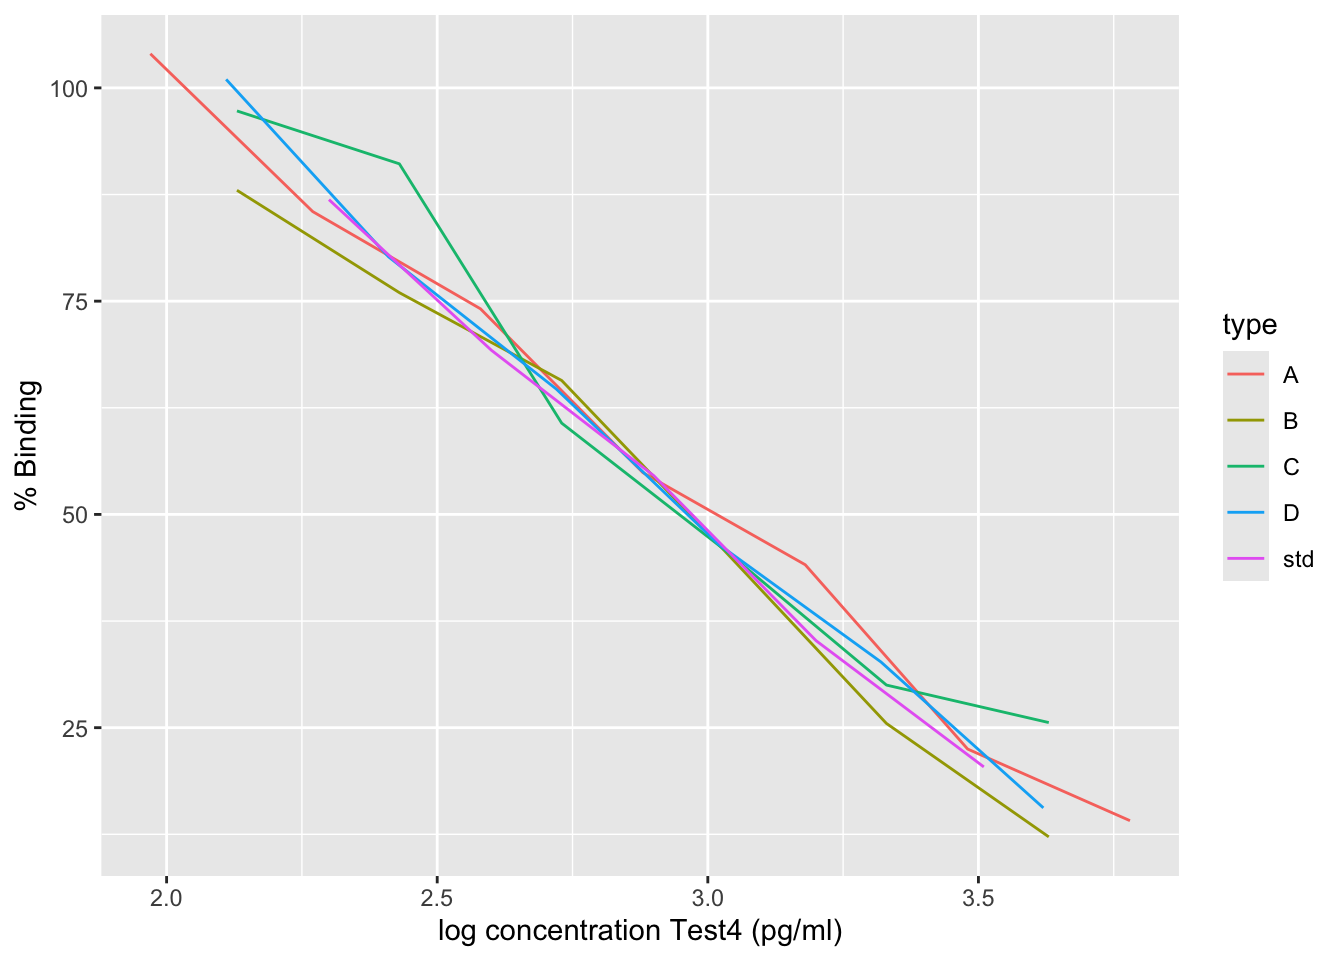 100
75
50
25
% Binding
2.0 2.5 3.0 3.5
log concentration Test4 (pg/ml)
type
A
B
C
D
std